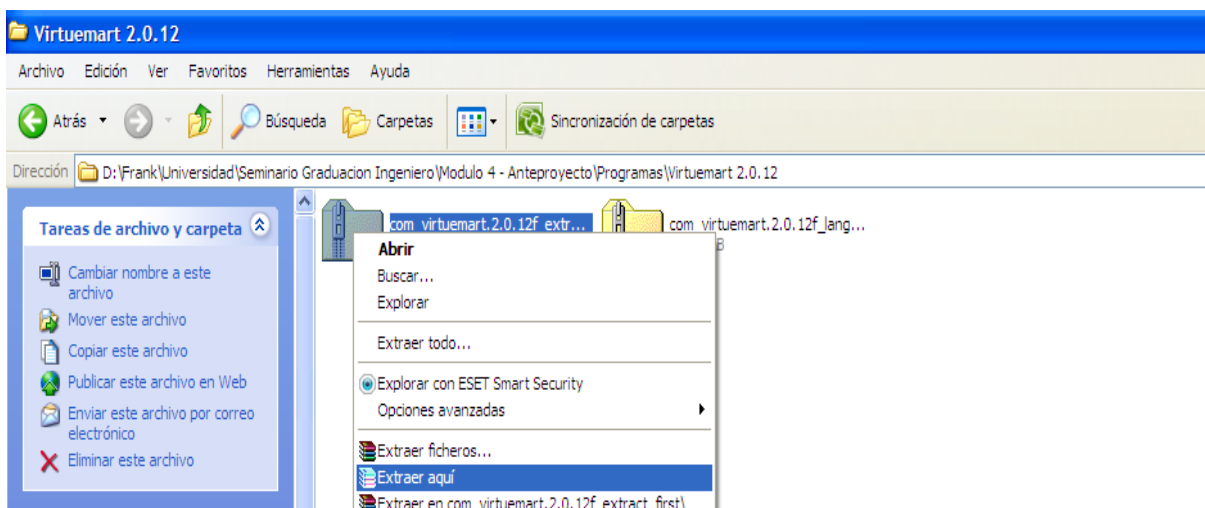 Virtuemart 2.0.12
Archivo Edición Ver Favoritos Herramientas Ayuda
Atrás Búsqueda Carpetas Sincronización de carpetas
Dirección D:\Frank\Universidad\Seminario Graduacion Ingeniero\Modulo 4 - Anteproyecto\Programas\Virtuemart 2.0.12
Tareas de archivo y carpeta
Cambiar nombre a este
archivo
Mover este archivo
Copiar este archivo
Publicar este archivo en Web
Enviar este archivo por correo
electrónico
Eliminar este archivo
com_virtuemart.2.0.12f_extr...
com_virtuemart.2.0.12f_lang...
Abrir
Buscar...
Explorar
Extraer todo...
Explorar con ESET Smart Security
Opciones avanzadas
Extraer ficheros...
Extraer aquí
Extraer en com_virtuemart.2.0.12f_extract_first\